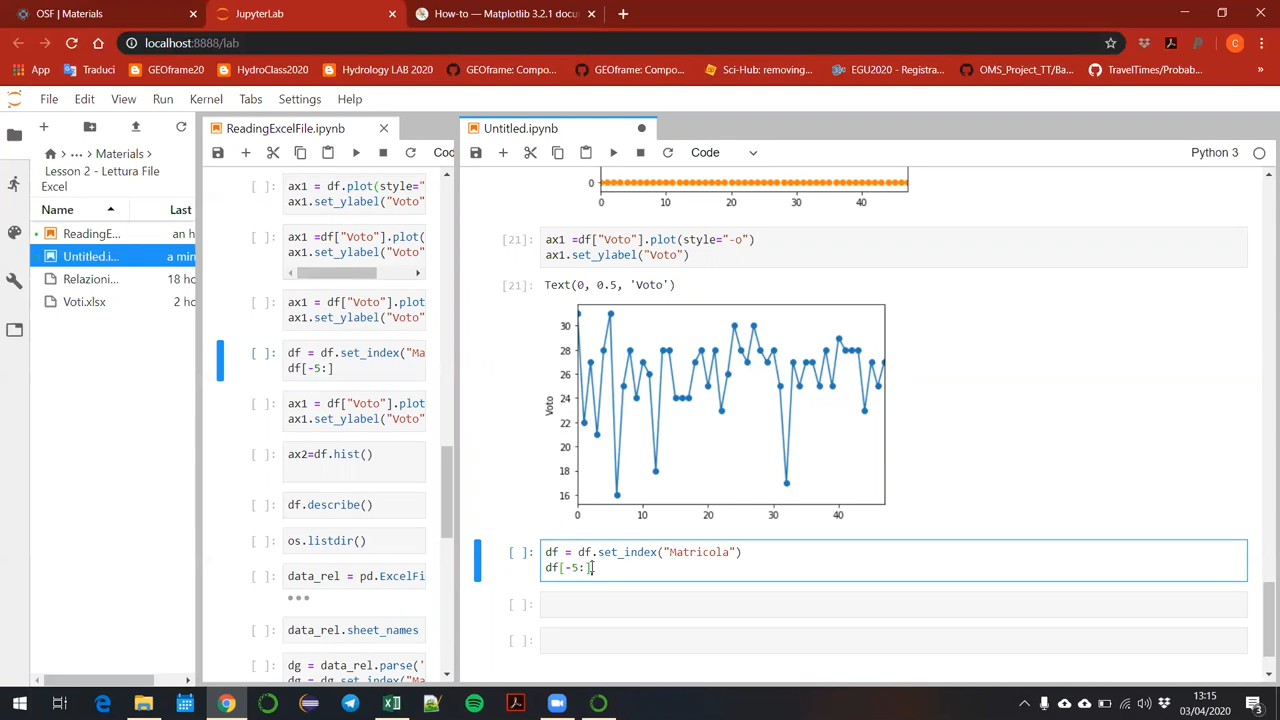 OSF | Materials
JupyterLab
How-to — Matplotlib 3.2.1 docu
localhost:8888/lab
App
Traduci
GEOframe20
HydroClass2020
Hydrology LAB 2020
GEOframe: Compo...
GEOframe: Compo...
Sci-Hub: removing...
EGU2020 - Registra...
OMS_Project_TT/Ba...
TravelTimes/Probab...
File Edit View Run Kernel Tabs Settings Help
... Materials
Lesson 2 - Lettura File
Excel
Name Last
ReadingE... an h
Untitled.i... a min
Relazioni... 18 ho
Voti.xlsx 2 ho
ReadingExcelFile.ipynb
Cod
[ ]: ax1 = df.plot(style="
ax1.set_ylabel("Voto"
[ ]: ax1 =df["Voto"].plot(
ax1.set_ylabel("Voto"
[ ]: ax1 = df["Voto"].plot
ax1.set_ylabel("Voto"
[ ]: df = df.set_index("Ma
df[-5:]
[ ]: ax1 = df["Voto"].plot
ax1.set_ylabel("Voto"
[ ]: ax2=df.hist()
[ ]: df.describe()
[ ]: os.listdir()
[ ]: data_rel = pd.ExcelFi
[ ]: data_rel.sheet_names
[ ]: dg = data_rel.parse('
dg = dg.set_index("Ma
Untitled.ipynb
Code
Python 3
0
0 10 20 30 40
[21]: ax1 =df["Voto"].plot(style="-o")
ax1.set_ylabel("Voto")
[21]: Text(0, 0.5, 'Voto')
30
28
26
24
22
20
18
16
Voto
0 10 20 30 40
[ ]: df = df.set_index("Matricola")
df[-5:]
[ ]:
[ ]:
13:15
03/04/2020
3